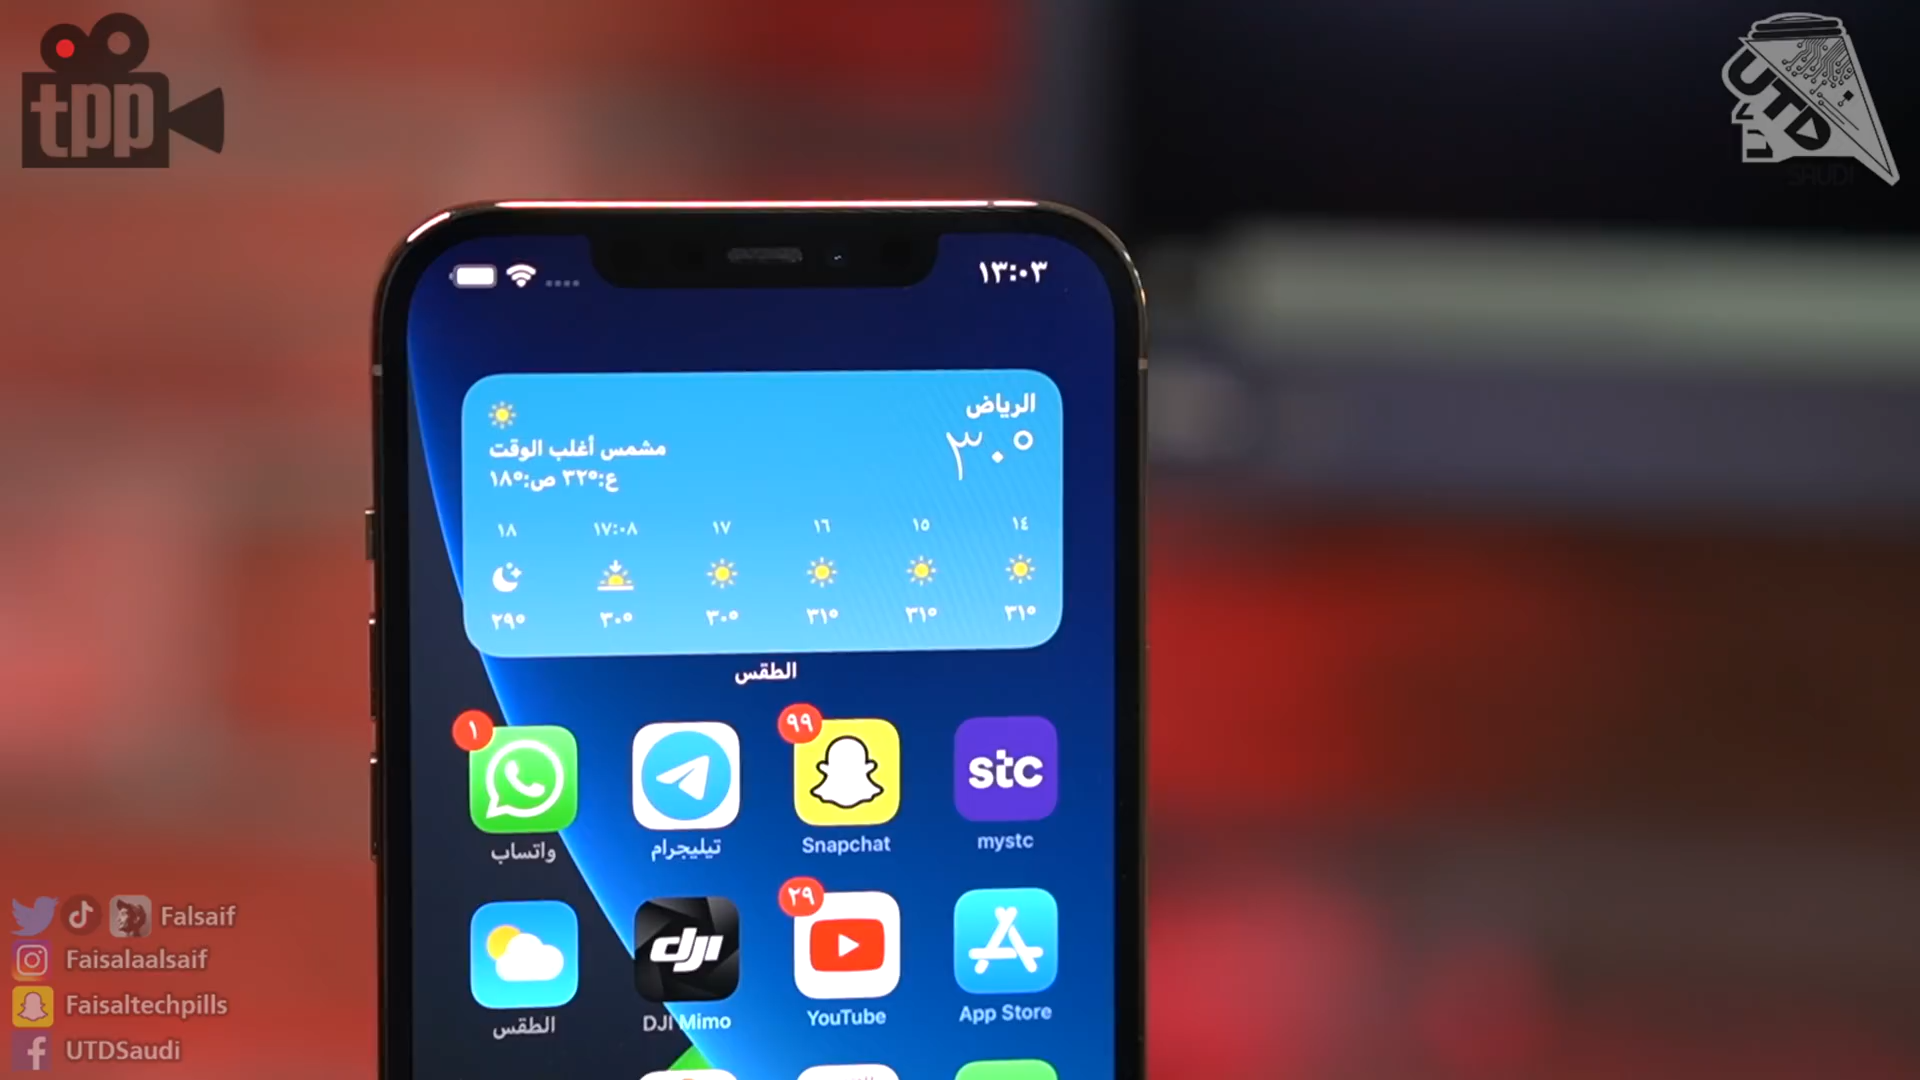 tpp
UTD
SAUDI
١٣:٠٣
الرياض
٣٠°
مشمس أغلب الوقت
ع:٣٢° ص:١٨°
١٤ ١٥ ١٦ ١٧ ١٧:٠٨ ١٨
٣١° ٣١° ٣١° ٣٠° ٣٠° ٢٩°
الطقس
٩٩ ١
stc
mystc Snapchat تيليجرام واتساب
٢٩
dji
App Store YouTube DJI Mimo الطقس
Falsaif
Faisalaalsaif
Faisaltechpills
UTDSaudi